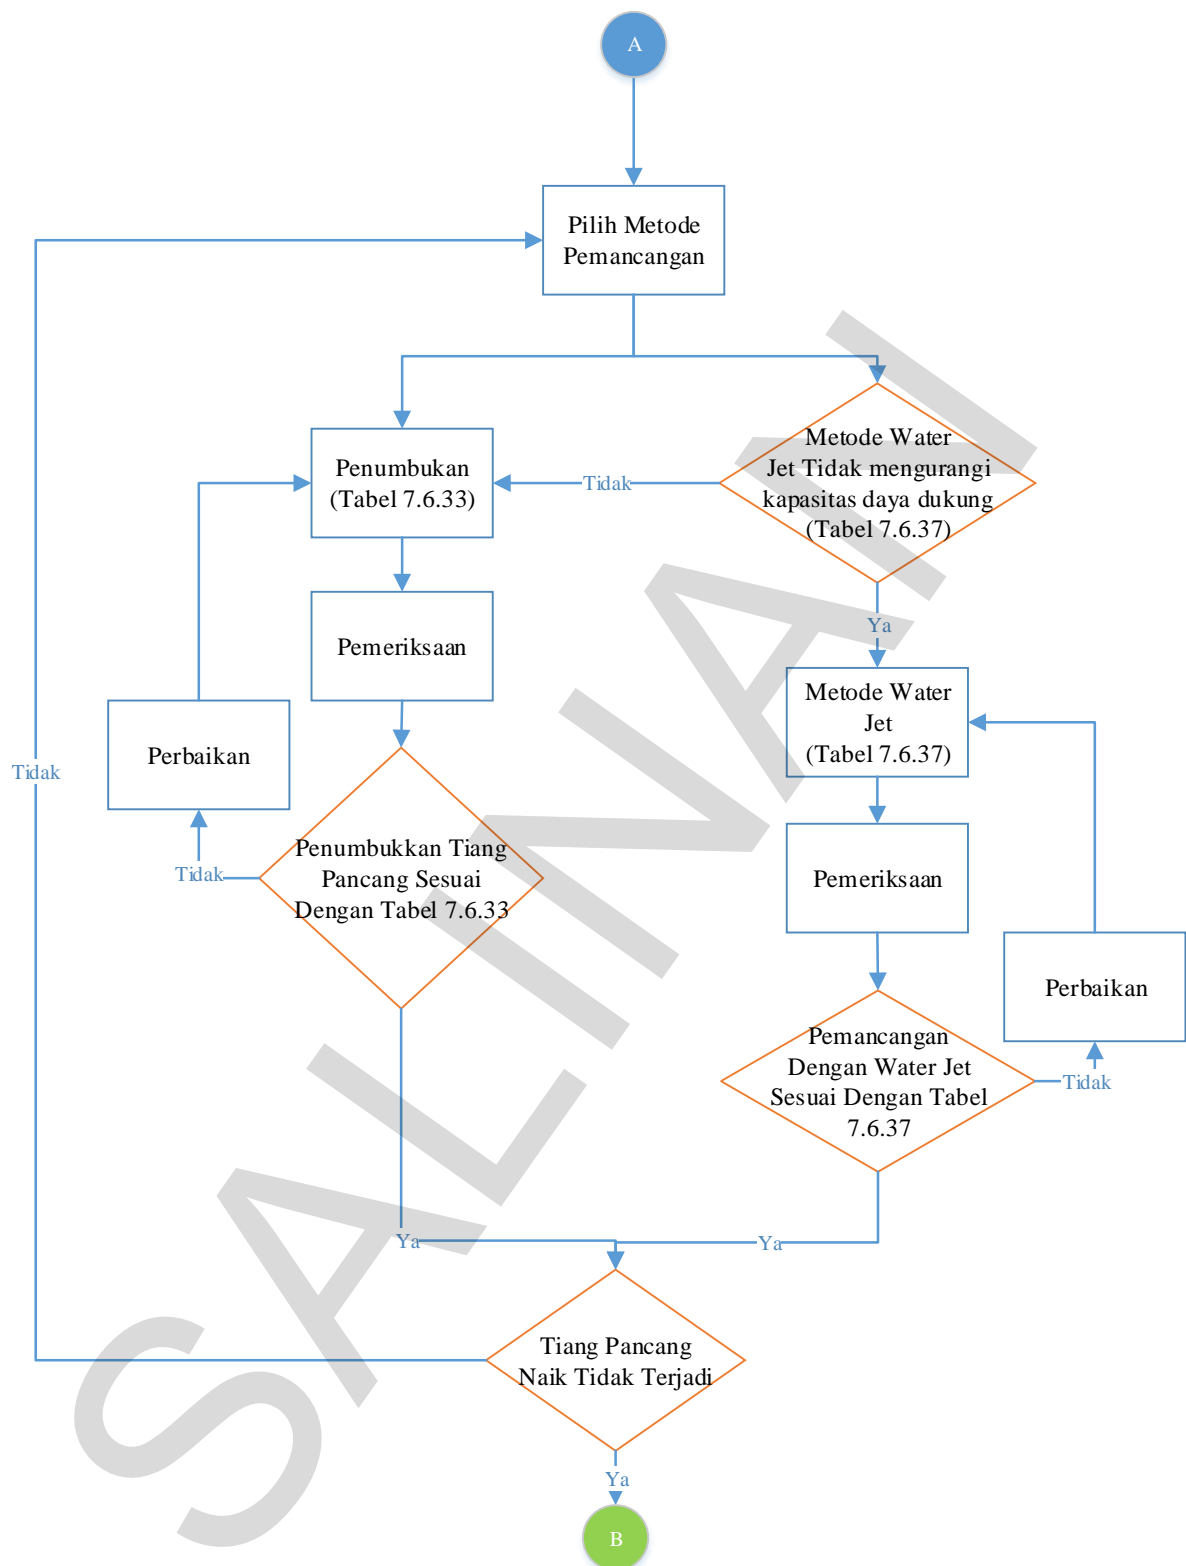 A
Pilih Metode
Pemancangan
Penumbukan
(Tabel 7.6.33)
Tidak
Metode Water
Jet Tidak mengurangi
kapasitas daya dukung
(Tabel 7.6.37)
Ya
Pemeriksaan
Metode Water
Jet
(Tabel 7.6.37)
Perbaikan
Tidak
Penumbukkan Tiang
Pancang Sesuai
Dengan Tabel 7.6.33
Tidak
Pemeriksaan
Perbaikan
Pemancangan
Dengan Water Jet
Sesuai Dengan Tabel
7.6.37
Tidak
Ya
Ya
Tiang Pancang
Naik Tidak Terjadi
Ya
B
SALINAN